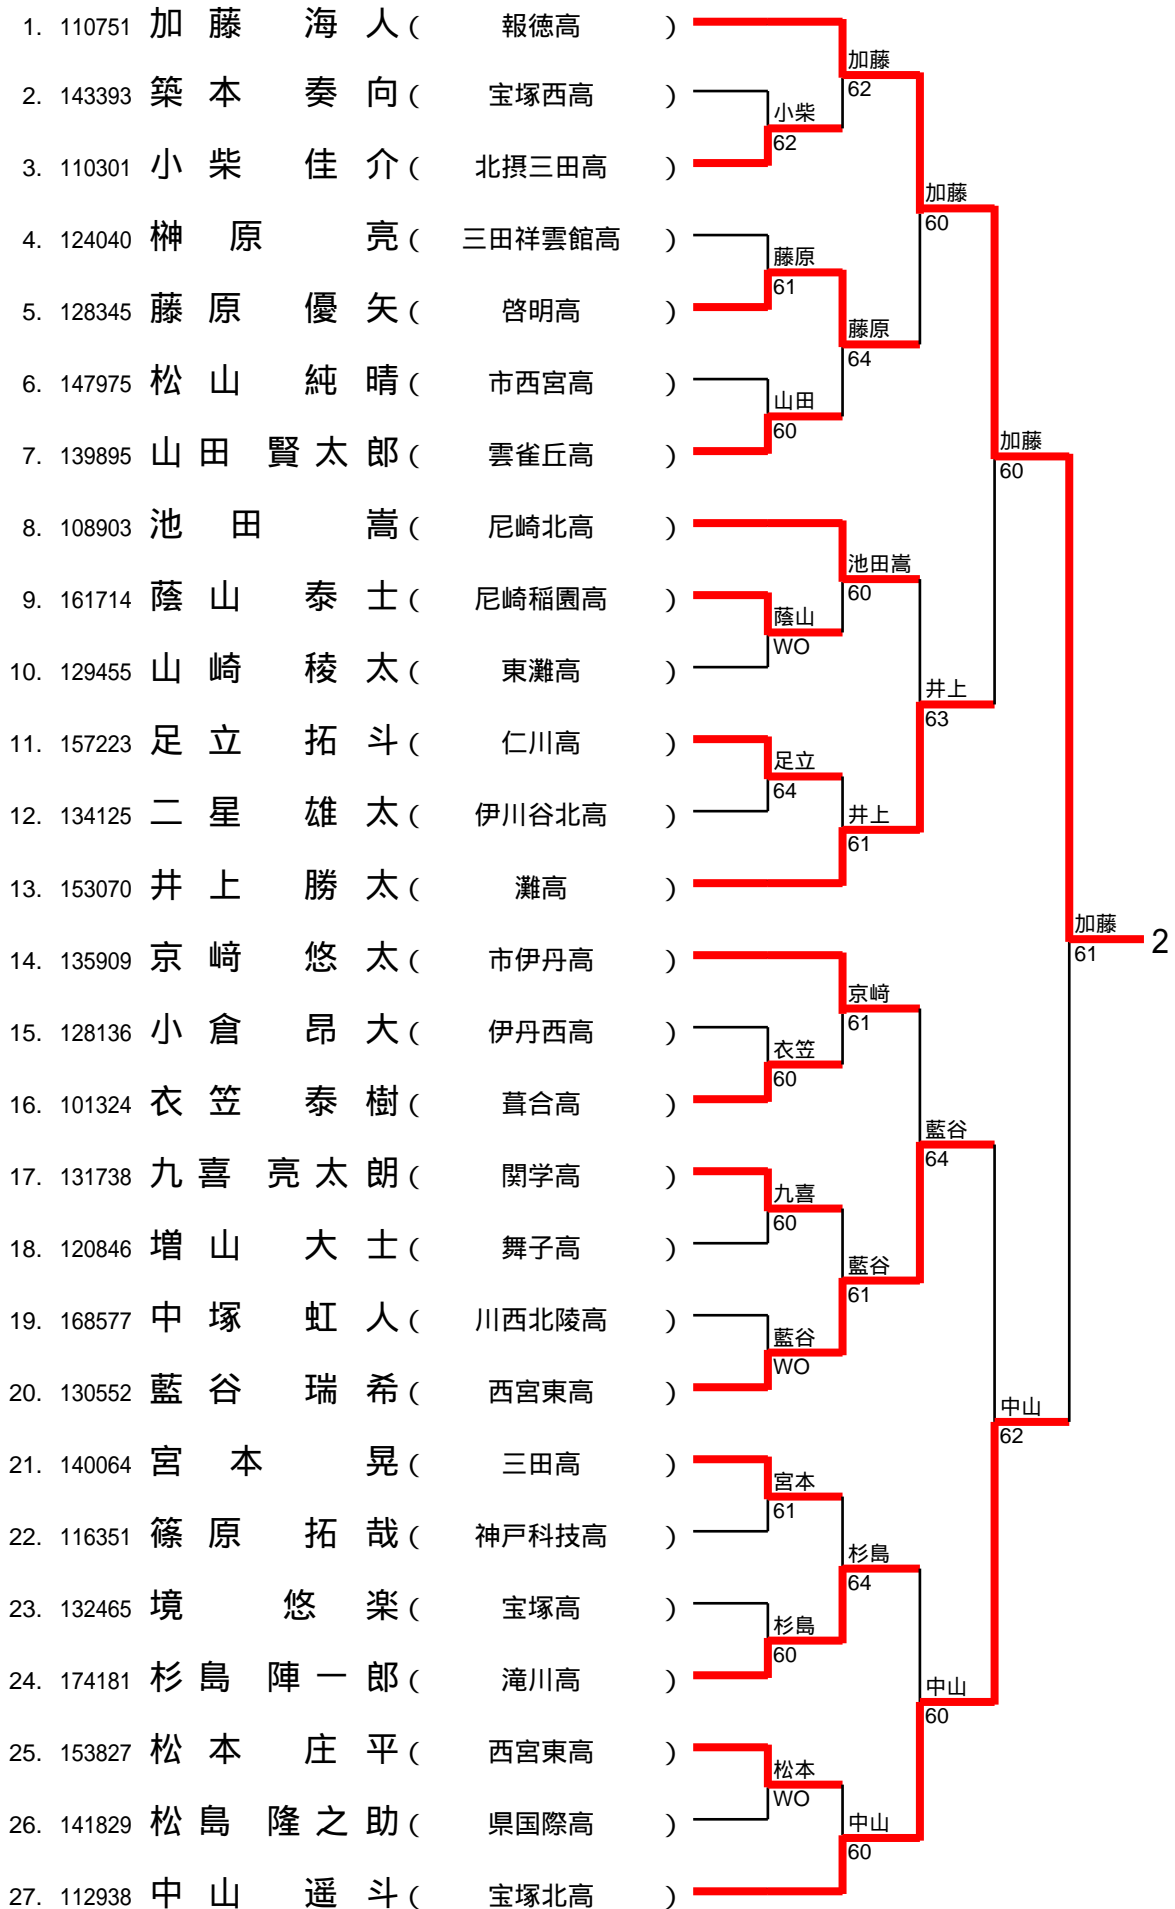 1. 110751 加藤 海人 ( 報徳高 )
加藤
62
2. 143393 築本 奏向 ( 宝塚西高 )
小柴
62
3. 110301 小柴 佳介 ( 北摂三田高 )
加藤
60
4. 124040 榊原 亮 ( 三田祥雲館高 )
藤原
61
5. 128345 藤原 優矢 ( 啓明高 )
藤原
64
6. 147975 松山 純晴 ( 市西宮高 )
山田
60
7. 139895 山田 賢太郎 ( 雲雀丘高 )
加藤
60
8. 108903 池田 嵩 ( 尼崎北高 )
池田嵩
60
9. 161714 蔭山 泰士 ( 尼崎稲園高 )
蔭山
WO
10. 129455 山崎 稜太 ( 東灘高 )
井上
63
11. 157223 足立 拓斗 ( 仁川高 )
足立
64
12. 134125 二星 雄太 ( 伊川谷北高 )
井上
61
13. 153070 井上 勝太 ( 灘高 )
加藤
61
2
14. 135909 京﨑 悠太 ( 市伊丹高 )
京﨑
61
15. 128136 小倉 昂大 ( 伊丹西高 )
衣笠
60
16. 101324 衣笠 泰樹 ( 葺合高 )
藍谷
64
17. 131738 九喜 亮太朗 ( 関学高 )
九喜
60
18. 120846 増山 大士 ( 舞子高 )
藍谷
61
19. 168577 中塚 虹人 ( 川西北陵高 )
藍谷
WO
20. 130552 藍谷 瑞希 ( 西宮東高 )
中山
62
21. 140064 宮本 晃 ( 三田高 )
宮本
61
22. 116351 篠原 拓哉 ( 神戸科技高 )
杉島
64
23. 132465 境 悠楽 ( 宝塚高 )
杉島
60
24. 174181 杉島 陣一郎 ( 滝川高 )
中山
60
25. 153827 松本 庄平 ( 西宮東高 )
松本
WO
26. 141829 松島 隆之助 ( 県国際高 )
中山
60
27. 112938 中山 遥斗 ( 宝塚北高 )